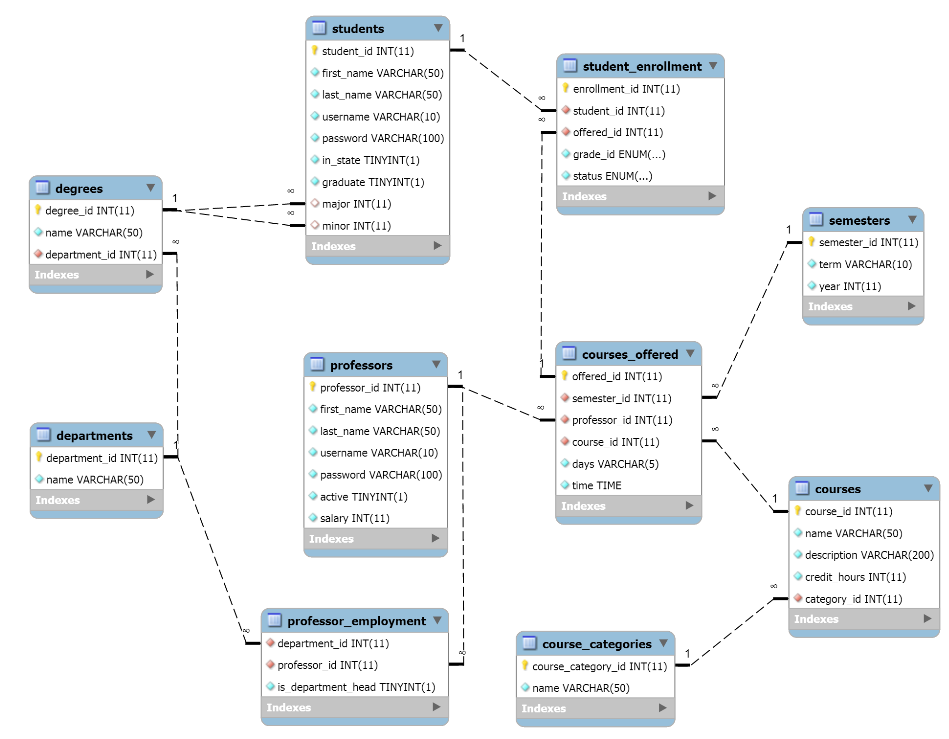 students
student_id INT(11)
first_name VARCHAR(50)
last_name VARCHAR(50)
username VARCHAR(10)
password VARCHAR(100)
in_state TINYINT(1)
graduate TINYINT(1)
major INT(11)
minor INT(11)
Indexes
1
∞
∞
student_enrollment
enrollment_id INT(11)
student_id INT(11)
offered_id INT(11)
grade_id ENUM(...)
status ENUM(...)
Indexes
∞
∞
degrees
degree_id INT(11)
name VARCHAR(50)
department_id INT(11)
Indexes
1
∞
semesters
semester_id INT(11)
term VARCHAR(10)
year INT(11)
Indexes
1
professors
professor_id INT(11)
first_name VARCHAR(50)
last_name VARCHAR(50)
username VARCHAR(10)
password VARCHAR(100)
active TINYINT(1)
salary INT(11)
Indexes
1
courses_offered
offered_id INT(11)
semester_id INT(11)
professor_id INT(11)
course_id INT(11)
days VARCHAR(5)
time TIME
Indexes
1
∞
∞
∞
departments
department_id INT(11)
name VARCHAR(50)
Indexes
1
courses
course_id INT(11)
name VARCHAR(50)
description VARCHAR(200)
credit_hours INT(11)
category_id INT(11)
Indexes
1
∞
professor_employment
department_id INT(11)
professor_id INT(11)
is_department_head TINYINT(1)
Indexes
∞
∞
course_categories
course_category_id INT(11)
name VARCHAR(50)
Indexes
1